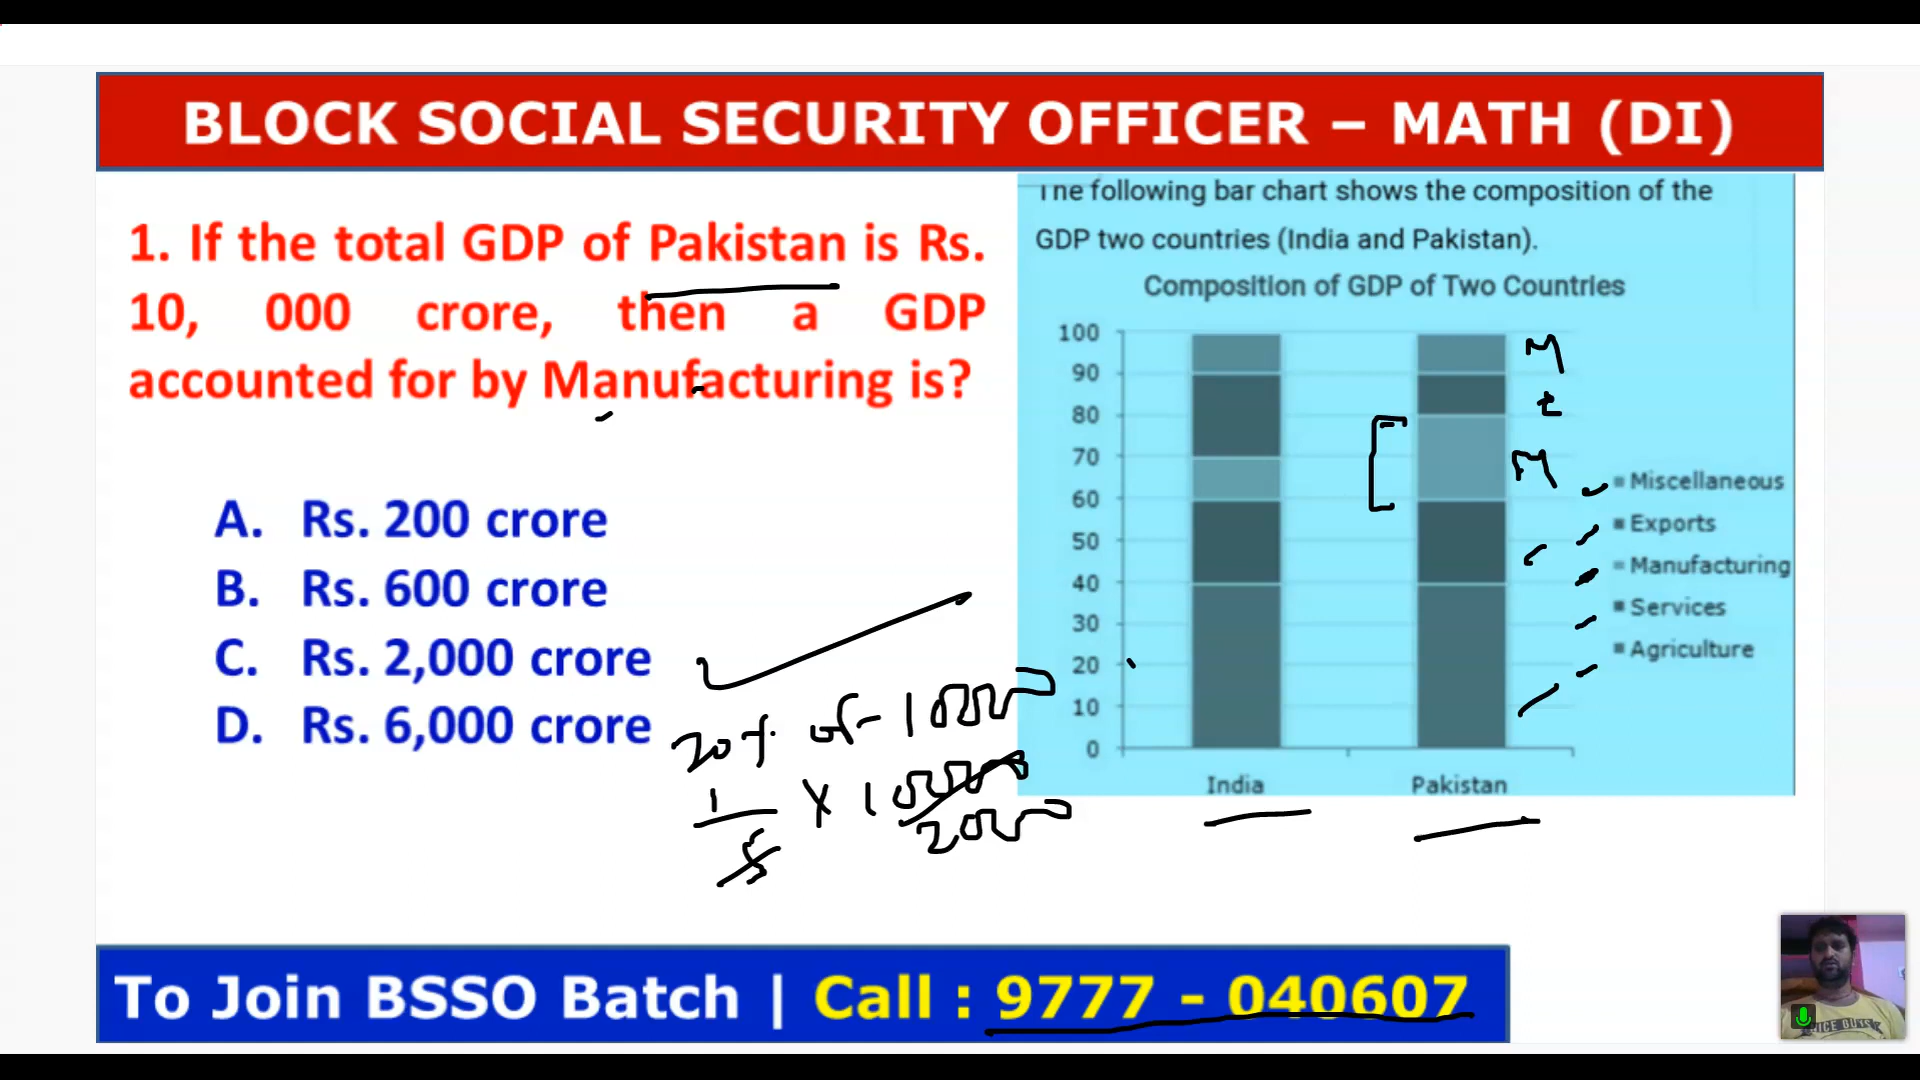 BLOCK SOCIAL SECURITY OFFICER – MATH (DI)
1. If the total GDP of Pakistan is Rs.
10, 000 crore, then a GDP
accounted for by Manufacturing is?
A. Rs. 200 crore
B. Rs. 600 crore
C. Rs. 2,000 crore
D. Rs. 6,000 crore
20% of 10000
1/5 X 10000
2000
The following bar chart shows the composition of the
GDP two countries (India and Pakistan).
Composition of GDP of Two Countries
100
90
80
70
60
50
40
30
20
10
0
India Pakistan
M
E
M
Miscellaneous
Exports
Manufacturing
Services
Agriculture
To Join BSSO Batch | Call : 9777 - 040607